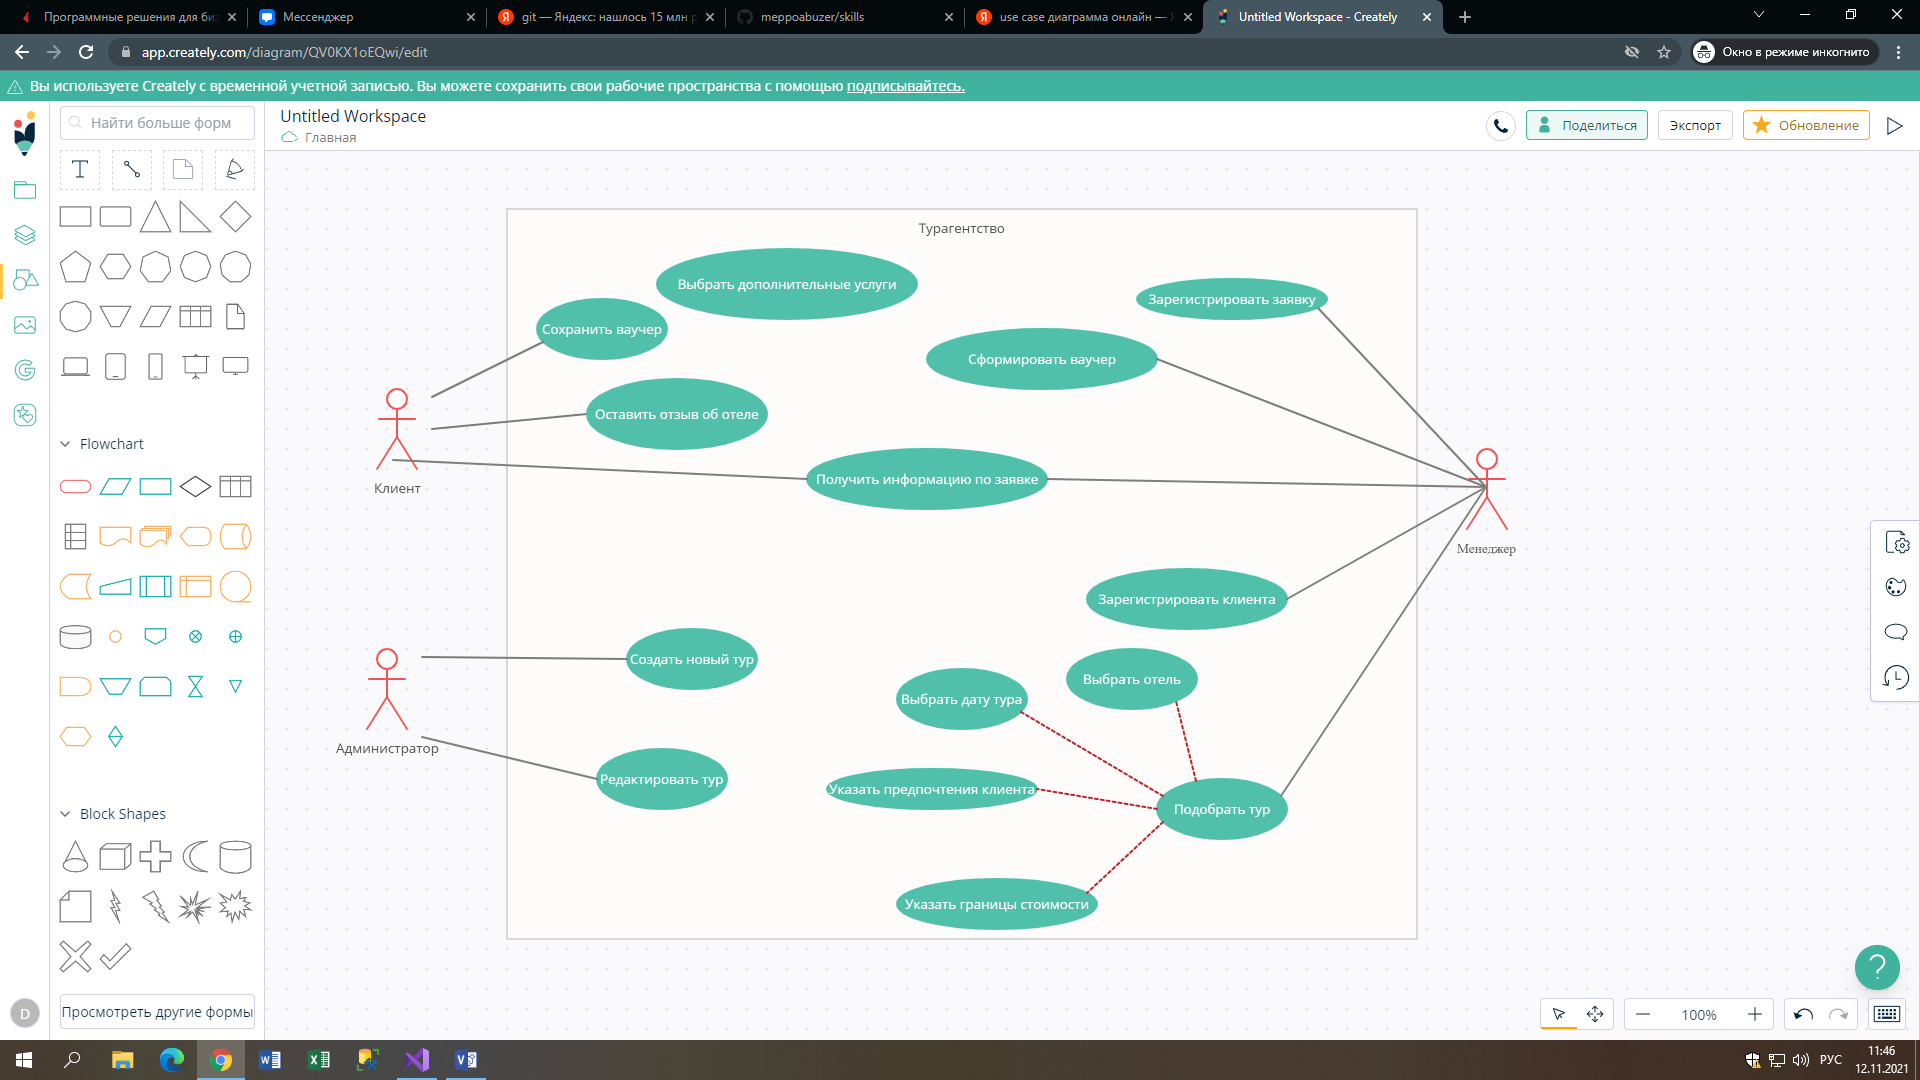 Программные решения для биз
Мессенджер
git — Яндекс: нашлось 15 млн р
meppoabuzer/skills
use case диаграмма онлайн — Я
Untitled Workspace - Creately
app.creately.com/diagram/QV0KX1oEQwi/edit
Окно в режиме инкогнито
Вы используете Creately с временной учетной записью. Вы можете сохранить свои рабочие пространства с помощью подписывайтесь.
Найти больше форм
Untitled Workspace
Главная
Поделиться
Экспорт
Обновление
T
Flowchart
Block Shapes
Просмотреть другие формы
D
Турагентство
Выбрать дополнительные услуги
Зарегистрировать заявку
Сохранить ваучер
Сформировать ваучер
Оставить отзыв об отеле
Получить информацию по заявке
Клиент
Менеджер
Зарегистрировать клиента
Создать новый тур
Выбрать отель
Выбрать дату тура
Администратор
Редактировать тур
Указать предпочтения клиента
Подобрать тур
Указать границы стоимости
?
100%
РУС
11:46
12.11.2021